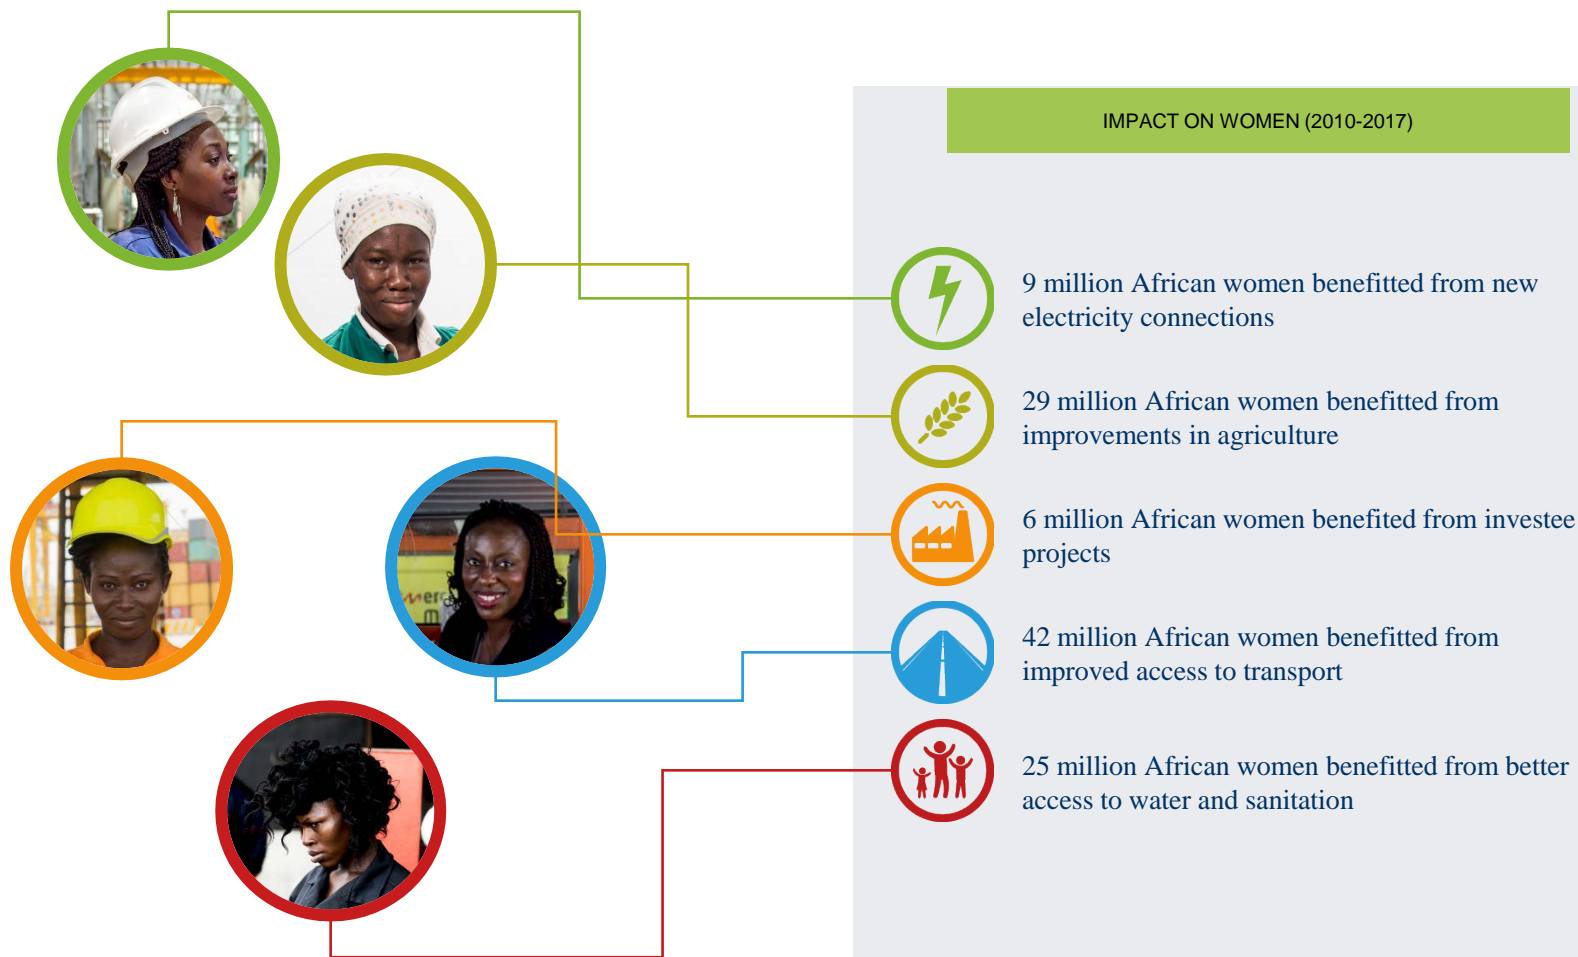 IMPACT ON WOMEN (2010-2017)
9 million African women benefitted from new
electricity connections
29 million African women benefitted from
improvements in agriculture
6 million African women benefited from investee
projects
42 million African women benefitted from
improved access to transport
25 million African women benefitted from better
access to water and sanitation